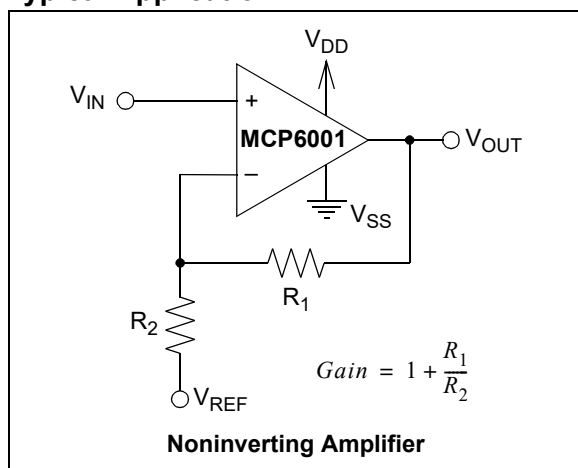 V_DD
V_IN
+
MCP6001
V_OUT
−
V_SS
R_1
R_2
Gain = 1 + R_1/R_2
V_REF
Noninverting Amplifier